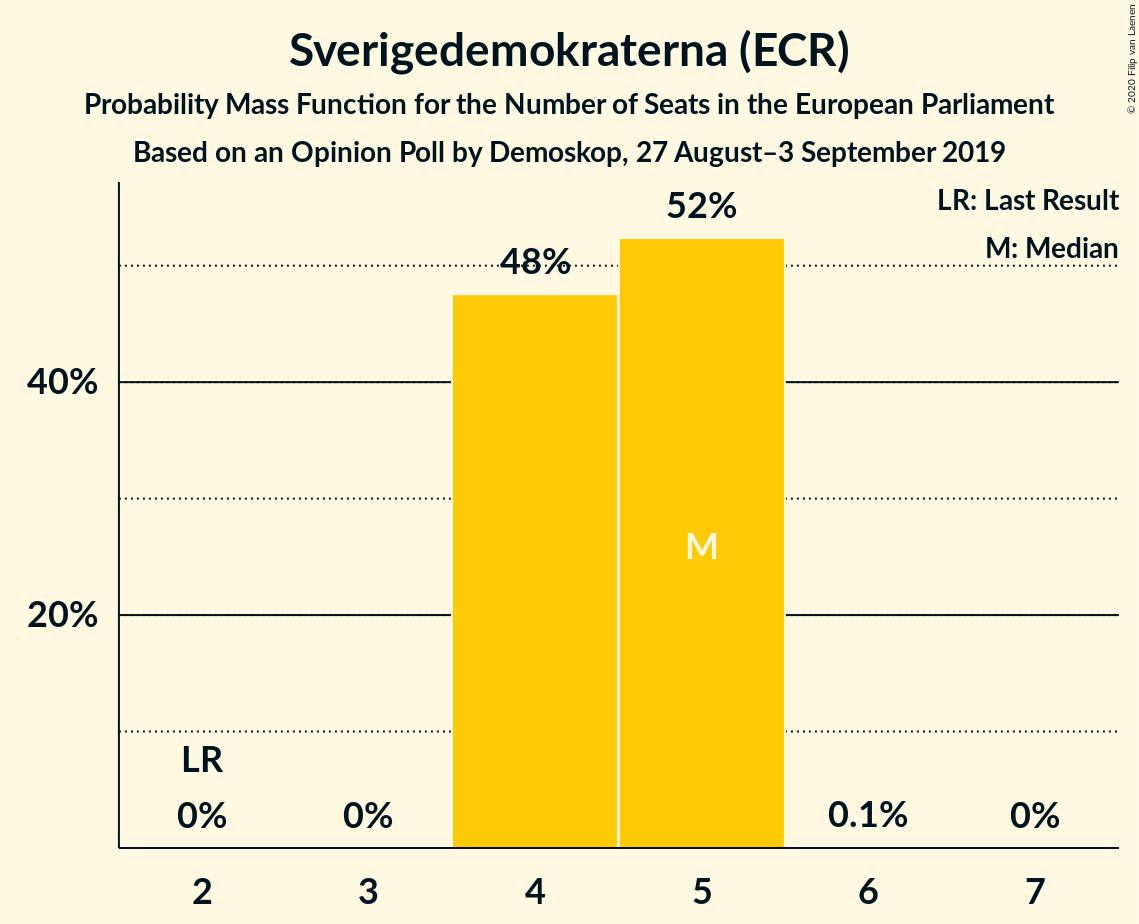 Sverigedemokraterna (ECR)
Probability Mass Function for the Number of Seats in the European Parliament
Based on an Opinion Poll by Demoskop, 27 August–3 September 2019
© 2020 Filip van Laenen
LR: Last Result
M: Median
52%
48%
40%
M
20%
LR
0%
0%
0.1%
0%
2
3
4
5
6
7